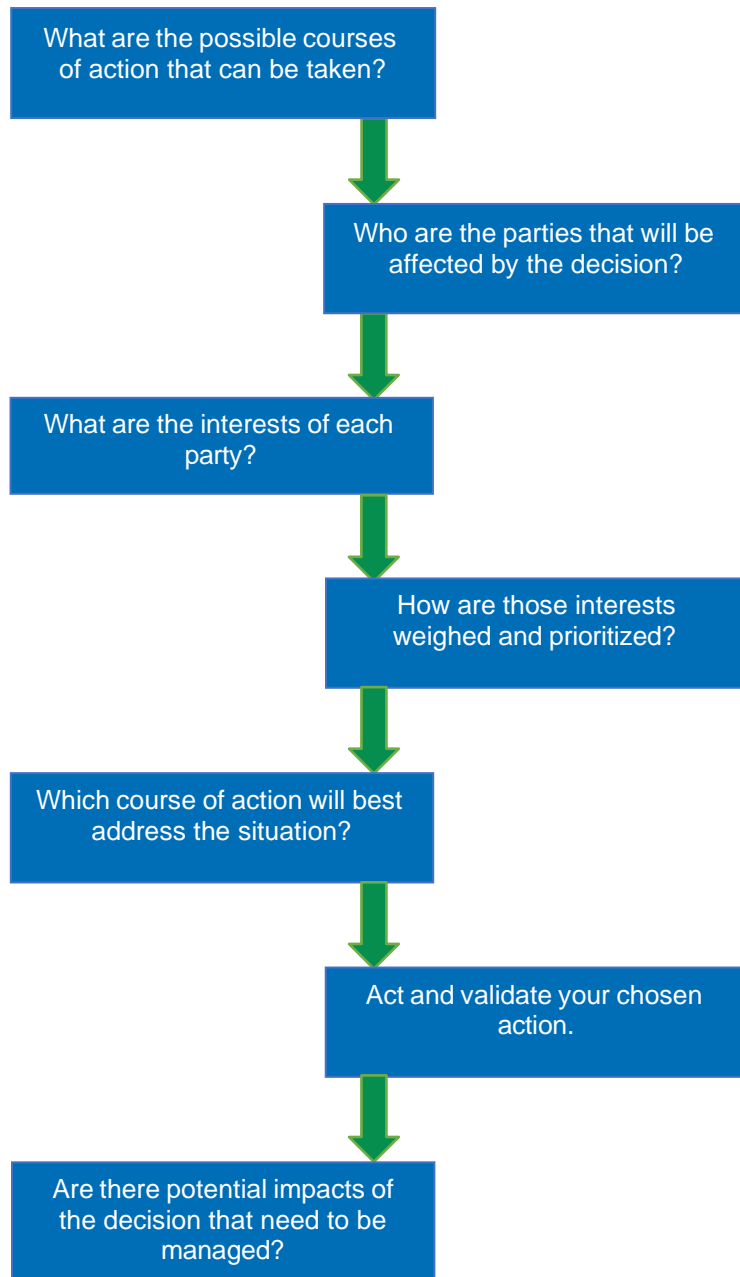 What are the possible courses
of action that can be taken?
Who are the parties that will be
affected by the decision?
What are the interests of each
party?
How are those interests
weighed and prioritized?
Which course of action will best
address the situation?
Act and validate your chosen
action.
Are there potential impacts of
the decision that need to be
managed?